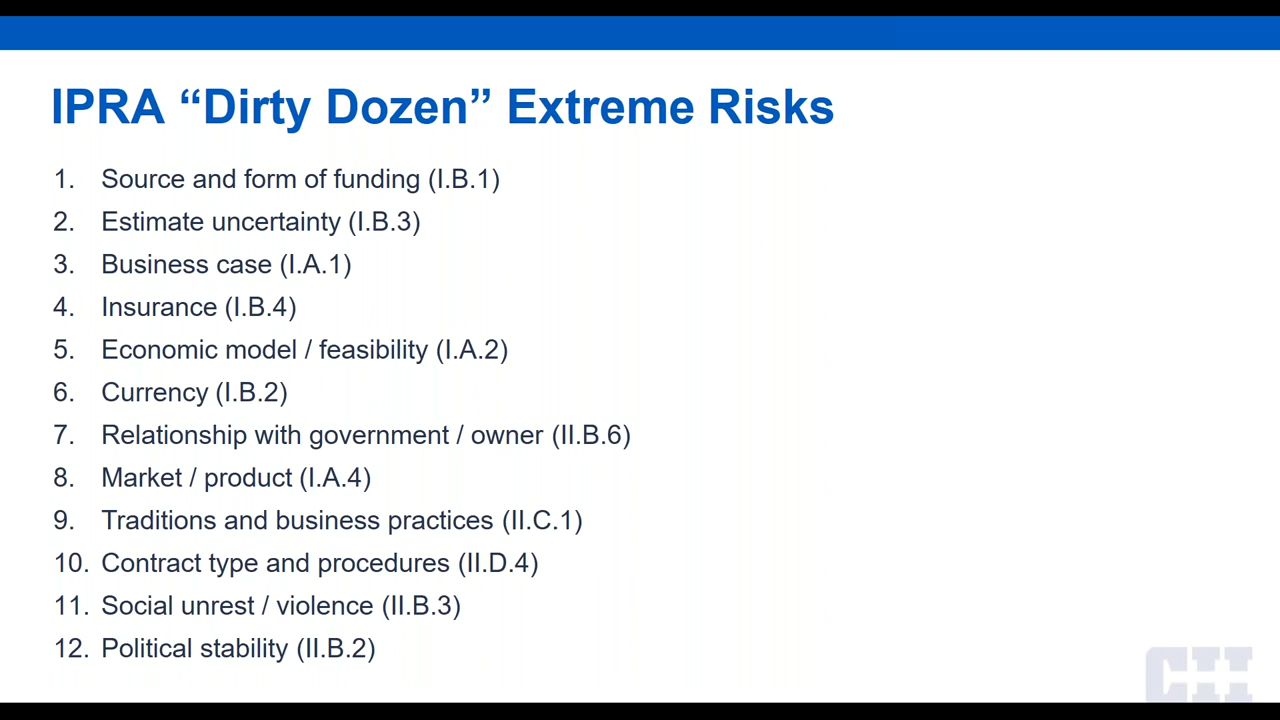 IPRA “Dirty Dozen” Extreme Risks
1. Source and form of funding (I.B.1)
2. Estimate uncertainty (I.B.3)
3. Business case (I.A.1)
4. Insurance (I.B.4)
5. Economic model / feasibility (I.A.2)
6. Currency (I.B.2)
7. Relationship with government / owner (II.B.6)
8. Market / product (I.A.4)
9. Traditions and business practices (II.C.1)
10. Contract type and procedures (II.D.4)
11. Social unrest / violence (II.B.3)
12. Political stability (II.B.2)
CII